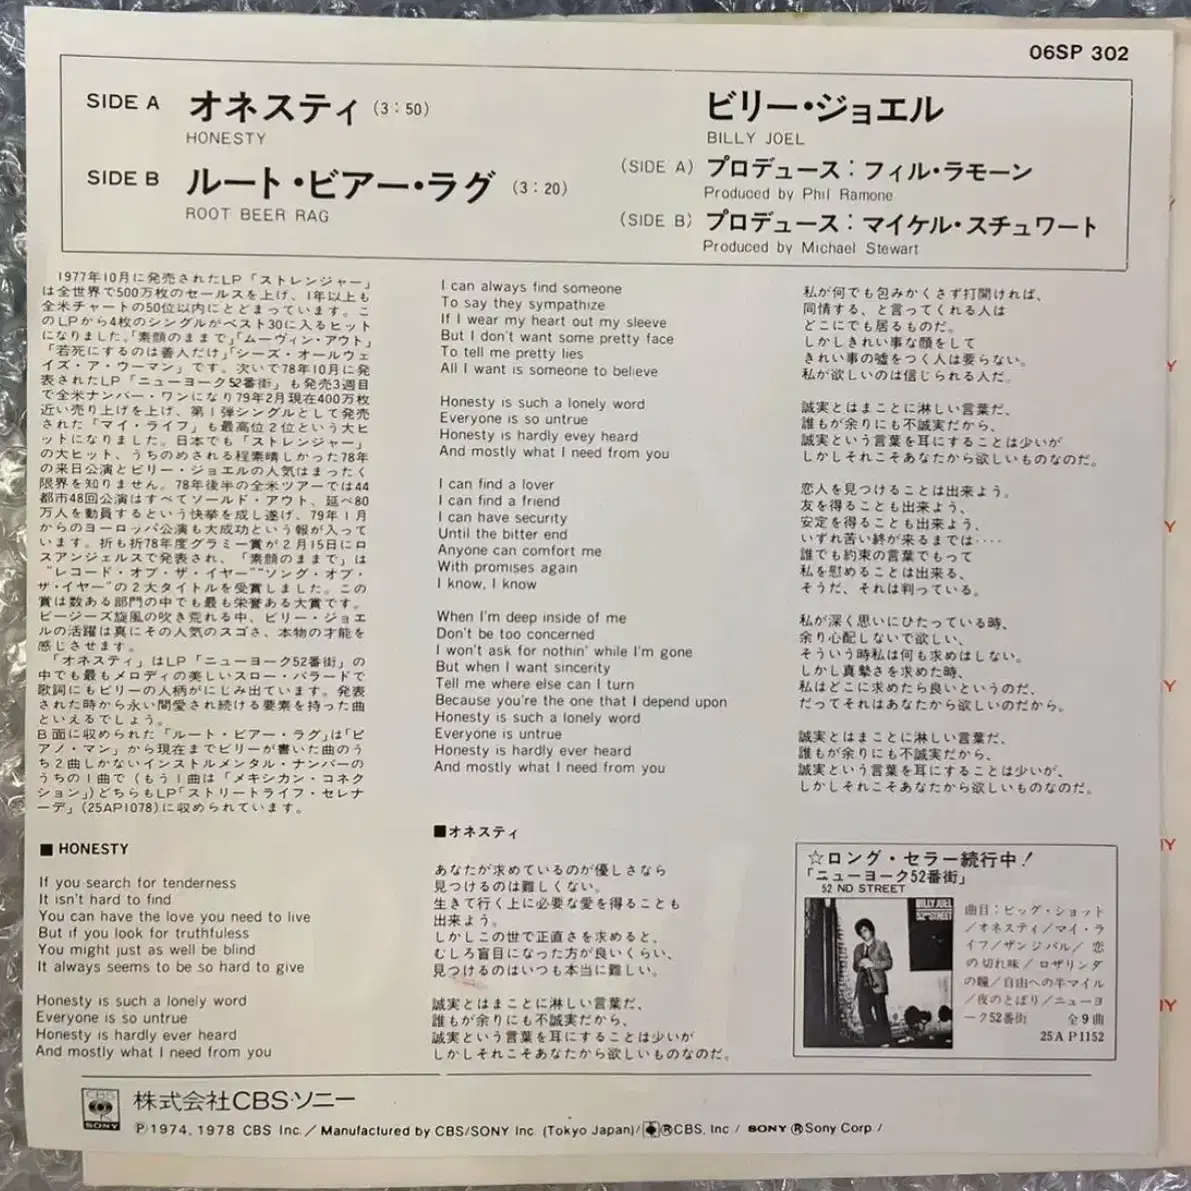 06SP 302
SIDE A オネスティ (3:50)
HONESTY
SIDE B ルート・ビアー・ラグ (3:20)
ROOT BEER RAG
ビリー・ジョエル
BILLY JOEL
(SIDE A) プロデュース：フィル・ラモーン
Produced by Phil Ramone
(SIDE B) プロデュース：マイケル・スチュワート
Produced by Michael Stewart
1977年10月に発売されたLP「ストレンジャー」
は全世界で500万枚のセールスを上げ、1年以上も
全米チャートの50位以内にとどまっています。こ
のLPから4枚のシングルがベスト30に入るヒット
になりました。「素顔のままで」「ムーヴィン・アウト」
「若死にするのは善人だけ」「シーズ・オールウェ
イズ・ア・ウーマン」です。次いで78年10月に発
表されたLP「ニューヨーク52番街」も発売3週目
で全米ナンバー・ワンになり79年2月現在400万枚
近い売り上げを上げ、第1弾シングルとして発売
された「マイ・ライフ」も最高位2位という大ヒ
ットになりました。日本でも「ストレンジャー」
の大ヒット、うちのめされる程素晴しかった78年
の来日公演とビリー・ジョエルの人気はまったく
限界を知りません。78年後半の全米ツアーでは44
都市48回公演はすべてソールド・アウト、延べ80
万人を動員するという快挙を成し遂げ、79年1月
からのヨーロッパ公演も大成功という報が入って
います。折も折78年度グラミー賞が2月15日にロ
スアンジェルスで発表され、「素顔のままで」は
“レコード・オブ・ザ・イヤー”“ソング・オブ・
ザ・イヤー”の2大タイトルを受賞しました。この
賞は数ある部門の中でも最も栄誉ある大賞です。
ビージーズ旋風の吹き荒れる中、ビリー・ジョエ
ルの活躍は真にその人気のスゴさ、本物の才能を
感じさせます。
「オネスティ」はLP「ニューヨーク52番街」の
中でも最もメロディの美しいスロー・バラードで
歌詞にもビリーの人柄がにじみ出ています。発表
された時から永い間愛され続ける要素を持った曲
といえるでしょう。
B面に収められた「ルート・ビアー・ラグ」は「ピ
アノ・マン」から現在までビリーが書いた曲のう
ち2曲しかないインストルメンタル・ナンバーの
うちの1曲で（もう1曲は「メキシカン・コネク
ション」）どちらもLP「ストリートライフ・セレナ
ーデ」(25AP1078)に収められています。
■ HONESTY
If you search for tenderness
It isn't hard to find
You can have the love you need to live
But if you look for truthfuless
You might just as well be blind
It always seems to be so hard to give
Honesty is such a lonely word
Everyone is so untrue
Honesty is hardly ever heard
And mostly what I need from you
I can always find someone
To say they sympathize
If I wear my heart out my sleeve
But I don't want some pretty face
To tell me pretty lies
All I want is someone to believe
Honesty is such a lonely word
Everyone is so untrue
Honesty is hardly evey heard
And mostly what I need from you
I can find a lover
I can find a friend
I can have security
Until the bitter end
Anyone can comfort me
With promises again
I know, I know
When I'm deep inside of me
Don't be too concerned
I won't ask for nothin' while I'm gone
But when I want sincerity
Tell me where else can I turn
Because you're the one that I depend upon
Honesty is such a lonely word
Everyone is untrue
Honesty is hardly ever heard
And mostly what I need from you
■オネスティ
あなたが求めているのが優しさなら
見つけるのは難しくない。
生きて行く上に必要な愛を得ることも
出来よう。
しかしこの世で正直さを求めると、
むしろ盲目になった方が良いくらい、
見つけるのはいつも本当に難しい。
誠実とはまことに淋しい言葉だ、
誰もが余りにも不誠実だから、
誠実という言葉を耳にすることは少いが
しかしそれこそあなたから欲しいものなのだ。
私が何でも包みかくさず打開ければ、
同情する、と言ってくれる人は
どこにでも居るものだ。
しかしきれい事な顔をして
きれい事の嘘をつく人は要らない。
私が欲しいのは信じられる人だ。
誠実とはまことに淋しい言葉だ、
誰もが余りにも不誠実だから、
誠実という言葉を耳にすることは少いが
しかしそれこそあなたから欲しいものなのだ。
恋人を見つけることは出来よう。
友を得ることも出来よう、
安定を得ることも出来よう、
いずれ苦い終が来るまでは‥‥
誰でも約束の言葉でもって
私を慰めることは出来る、
そうだ、それは判っている。
私が深く思いにひたっている時、
余り心配しないで欲しい、
そういう時私は何も求めはしない。
しかし真摯さを求めた時、
私はどこに求めたら良いというのだ、
だってそれはあなたから欲しいのだから。
誠実とはまことに淋しい言葉だ、
誰もが余りにも不誠実だから、
誠実という言葉を耳にすることは少いが、
しかしそれこそあなたから欲しいものなのだ。
☆ロング・セラー続行中！
「ニューヨーク52番街」
52 ND STREET
BILLY JOEL
52nd STREET
曲目：ビッグ・ショット
／オネスティ／マイ・ラ
イフ／ザンジバル／恋
の切れ味／ロザリンダ
の瞳／自由への半マイル
／夜のとばり／ニューヨ
ーク52番街 全9曲
25AP1152
CBS
SONY
株式会社CBS・ソニー
Ⓟ1974, 1978 CBS Inc.／Manufactured by CBS/SONY Inc. (Tokyo Japan)/ ®CBS, Inc / SONY ®Sony Corp /
Y
Y
Y
IY
NY